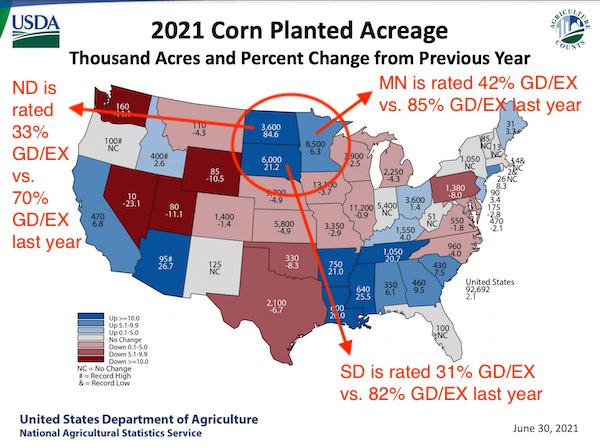 USDA
2021 Corn Planted Acreage
Thousand Acres and Percent Change from Previous Year
AGRICULTURE
COUNTS
ND is
rated
33%
GD/EX
vs.
70%
GD/EX
last year
MN is rated 42% GD/EX
vs. 85% GD/EX last year
160
-11.1
110
-4.3
3,600
84.6
8,500
6.3
100#
NC
400#
2.6
6,000
21.2
85
-10.5
3,900
-2.5
2,250
-4.3
31
3.3
85
NC
13
NC
1,050
NC
14&
NC
2&
NC
26
8.3
90
3.4
175
-2.8
470
-2.1
1,380
-8.0
470
6.8
10
-23.1
80
-11.1
1,400
-1.4
-4.9
13,100
-3.7
11,200
-0.9
5,400
NC
3,600
1.4
51
NC
550
-1.8
5,800
-4.9
3,350
-2.9
1,550
4.0
960
-4.0
95#
26.7
125
NC
330
-8.3
750
21.0
1,050
20.7
430
7.5
2,100
-6.7
640
25.5
350
6.1
460
9.5
600
20.0
100
NC
United States
92,692
2.1
Up >=10.0
Up 5.1-9.9
Up 0.1-5.0
No Change
Down 0.1-5.0
Down 5.1-9.9
Down >=10.0
NC = No Change
# = Record High
& = Record Low
SD is rated 31% GD/EX
vs. 82% GD/EX last year
United States Department of Agriculture
National Agricultural Statistics Service
June 30, 2021